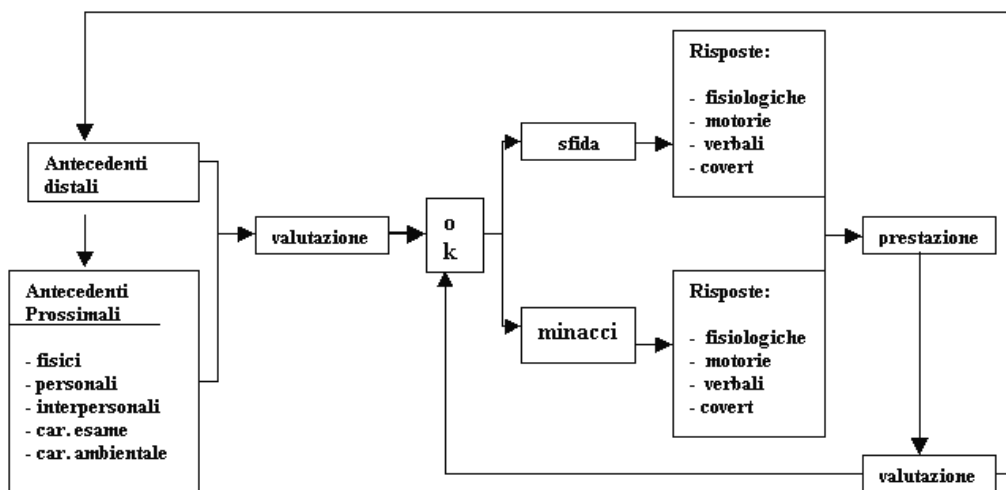 Antecedenti
distali
Antecedenti
Prossimali
- fisici
- personali
- interpersonali
- car. esame
- car. ambientale
valutazione
o
k
sfida
minacci
Risposte:
- fisiologiche
- motorie
- verbali
- covert
Risposte:
- fisiologiche
- motorie
- verbali
- covert
prestazione
valutazione